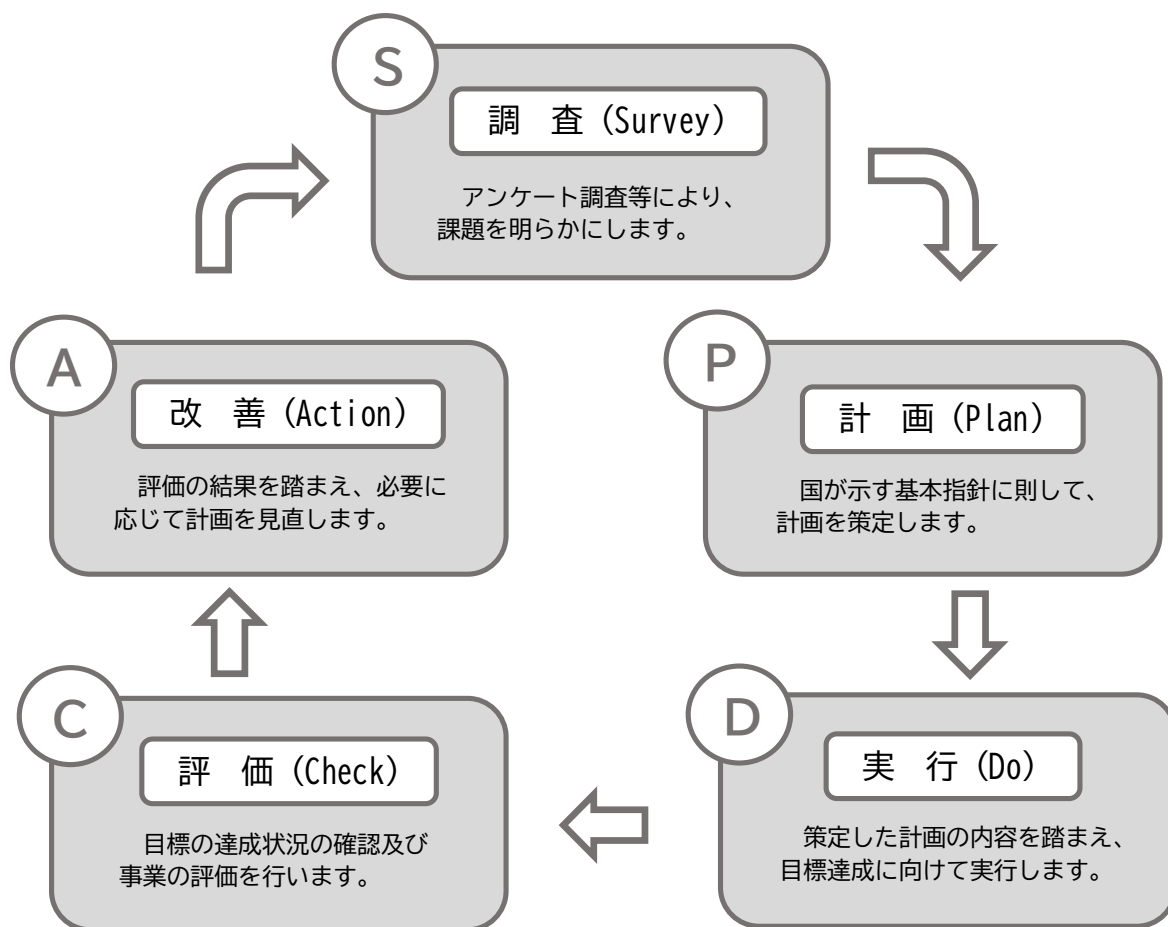 S
調　査（Survey）
　アンケート調査等により、
課題を明らかにします。
P
計　画（Plan）
　国が示す基本指針に則して、
計画を策定します。
D
実　行（Do）
　策定した計画の内容を踏まえ、
目標達成に向けて実行します。
C
評　価（Check）
　目標の達成状況の確認及び
事業の評価を行います。
A
改　善（Action）
　評価の結果を踏まえ、必要に
応じて計画を見直します。